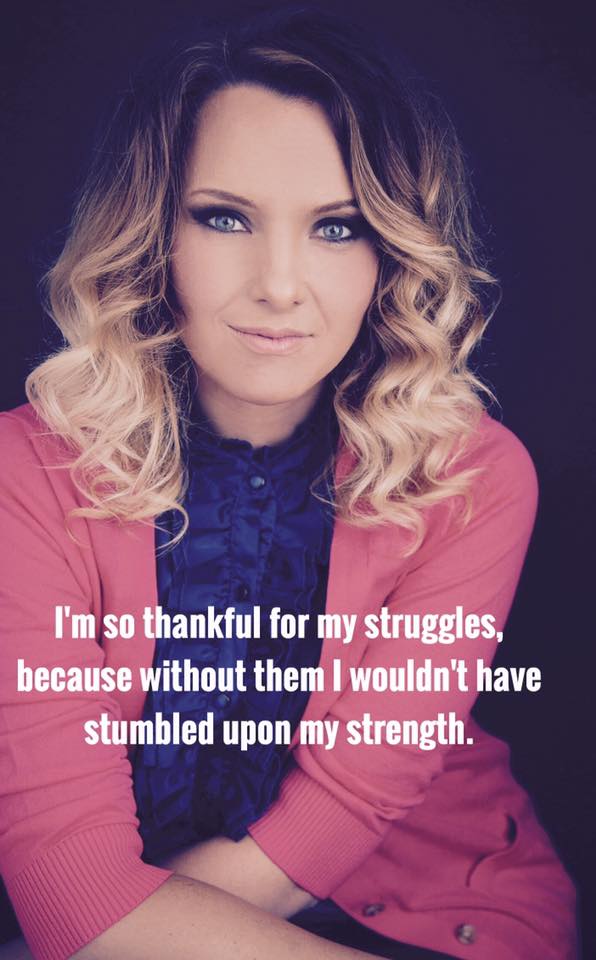 I'm so thankful for my struggles,
because without them I wouldn't have
stumbled upon my strength.